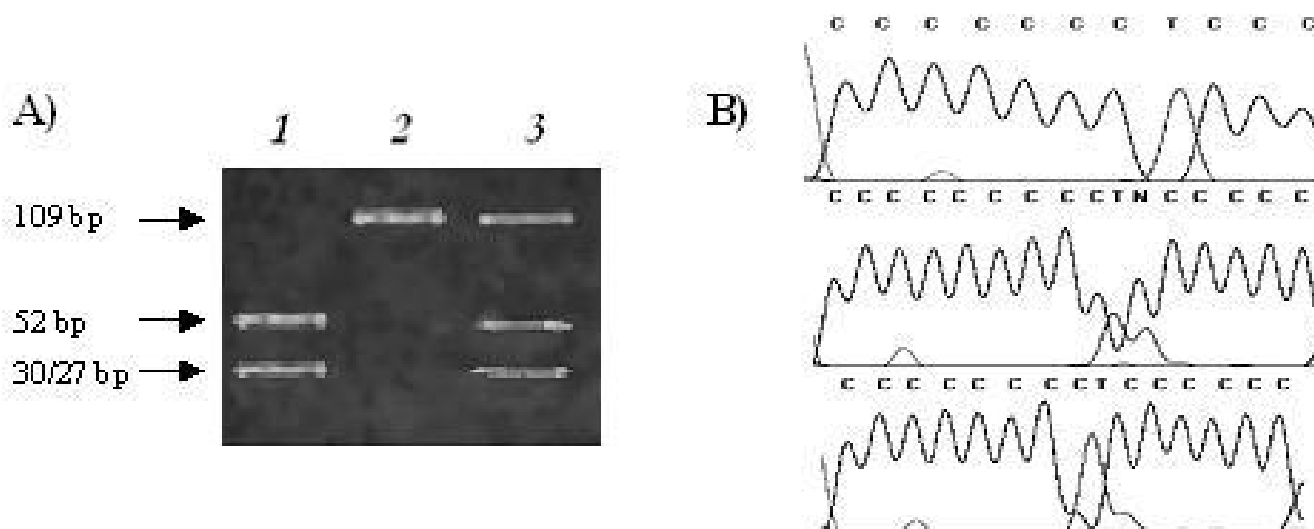 A)
1 2 3
109 bp
52 bp
30/27 bp
B)
C C C C C C C T C C C
C C C C C C C C C T N C C C C C
C C C C C C C C T C C C C C C